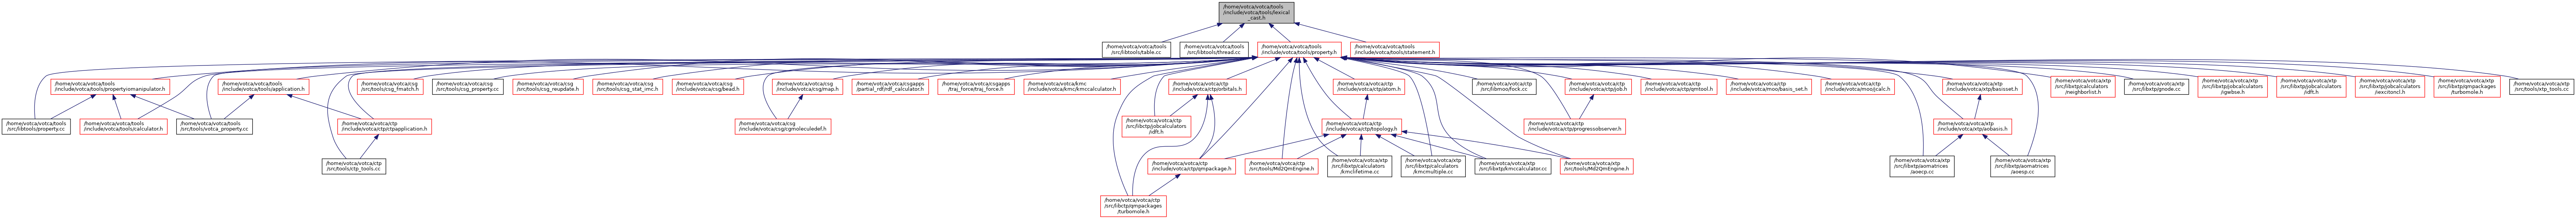 /home/votca/votca/tools
/include/votca/tools/lexical
_cast.h
/home/votca/votca/tools
/src/libtools/table.cc
/home/votca/votca/tools
/src/libtools/thread.cc
/home/votca/votca/tools
/include/votca/tools/property.h
/home/votca/votca/tools
/include/votca/tools/statement.h
/home/votca/votca/tools
/include/votca/tools/propertyiomanipulator.h
/home/votca/votca/tools
/include/votca/tools/application.h
/home/votca/votca/csg
/src/tools/csg_fmatch.h
/home/votca/votca/csg
/src/tools/csg_property.cc
/home/votca/votca/csg
/src/tools/csg_reupdate.h
/home/votca/votca/csg
/src/tools/csg_stat_imc.h
/home/votca/votca/csg
/include/votca/csg/bead.h
/home/votca/votca/csg
/include/votca/csg/map.h
/home/votca/votca/csgapps
/partial_rdf/rdf_calculator.h
/home/votca/votca/csgapps
/traj_force/traj_force.h
/home/votca/votca/kmc
/include/votca/kmc/kmccalculator.h
/home/votca/votca/ctp
/include/votca/ctp/orbitals.h
/home/votca/votca/ctp
/include/votca/ctp/atom.h
/home/votca/votca/ctp
/src/libmoo/fock.cc
/home/votca/votca/ctp
/include/votca/ctp/job.h
/home/votca/votca/ctp
/include/votca/ctp/qmtool.h
/home/votca/votca/ctp
/include/votca/moo/basis_set.h
/home/votca/votca/ctp
/include/votca/moo/jcalc.h
/home/votca/votca/xtp
/include/votca/xtp/basisset.h
/home/votca/votca/xtp
/src/libxtp/calculators
/neighborlist.h
/home/votca/votca/xtp
/src/libxtp/gnode.cc
/home/votca/votca/xtp
/src/libxtp/jobcalculators
/igwbse.h
/home/votca/votca/xtp
/src/libxtp/jobcalculators
/idft.h
/home/votca/votca/xtp
/src/libxtp/jobcalculators
/iexcitoncl.h
/home/votca/votca/xtp
/src/libxtp/qmpackages
/turbomole.h
/home/votca/votca/xtp
/src/tools/xtp_tools.cc
/home/votca/votca/tools
/src/libtools/property.cc
/home/votca/votca/tools
/include/votca/tools/calculator.h
/home/votca/votca/tools
/src/tools/votca_property.cc
/home/votca/votca/ctp
/include/votca/ctp/ctpapplication.h
/home/votca/votca/csg
/include/votca/csg/cgmoleculedef.h
/home/votca/votca/ctp
/src/libctp/jobcalculators
/idft.h
/home/votca/votca/ctp
/include/votca/ctp/topology.h
/home/votca/votca/ctp
/include/votca/ctp/progressobserver.h
/home/votca/votca/xtp
/include/votca/xtp/aobasis.h
/home/votca/votca/ctp
/src/tools/ctp_tools.cc
/home/votca/votca/ctp
/include/votca/ctp/qmpackage.h
/home/votca/votca/ctp
/src/tools/Md2QmEngine.h
/home/votca/votca/xtp
/src/libxtp/calculators
/kmclifetime.cc
/home/votca/votca/xtp
/src/libxtp/calculators
/kmcmultiple.cc
/home/votca/votca/xtp
/src/libxtp/kmccalculator.cc
/home/votca/votca/xtp
/src/tools/Md2QmEngine.h
/home/votca/votca/xtp
/src/libxtp/aomatrices
/aoecp.cc
/home/votca/votca/xtp
/src/libxtp/aomatrices
/aoesp.cc
/home/votca/votca/ctp
/src/libctp/qmpackages
/turbomole.h